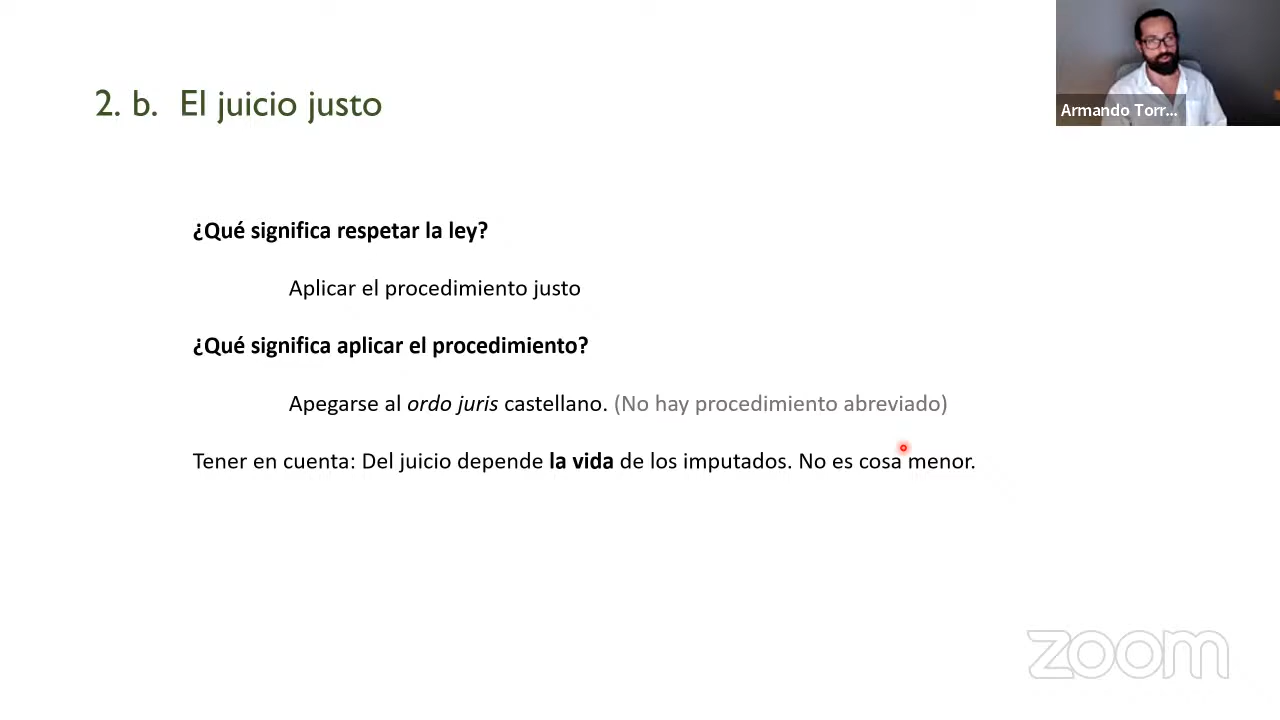 2. b. El juicio justo
Armando Torr...
¿Qué significa respetar la ley?
Aplicar el procedimiento justo
¿Qué significa aplicar el procedimiento?
Apegarse al ordo juris castellano. (No hay procedimiento abreviado)
Tener en cuenta: Del juicio depende la vida de los imputados. No es cosa menor.
zoom